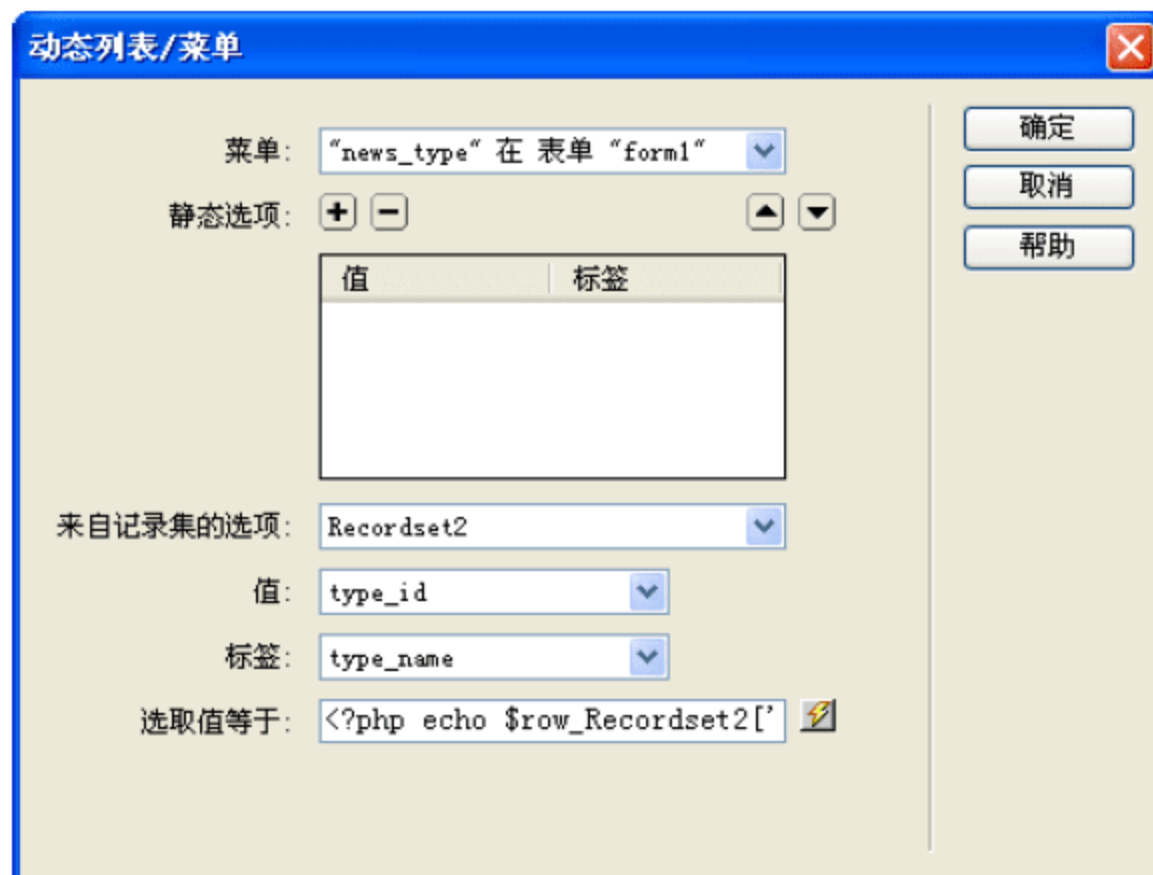 动态列表/菜单
菜单: "news_type" 在 表单 "form1"
确定
静态选项:
取消
帮助
值 标签
来自记录集的选项: Recordset2
值: type_id
标签: type_name
选取值等于: <?php echo $row_Recordset2['